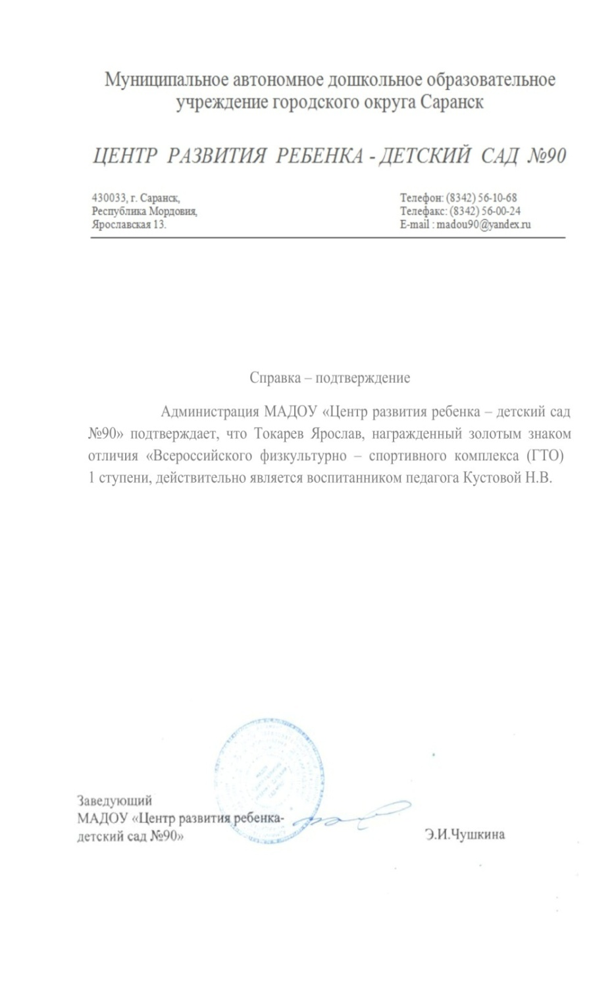 Муниципальное автономное дошкольное образовательное
учреждение городского округа Саранск
ЦЕНТР РАЗВИТИЯ РЕБЕНКА - ДЕТСКИЙ САД №90
430033, г. Саранск,
Республика Мордовия,
Ярославская 13.
Телефон: (8342) 56-10-68
Телефакс: (8342) 56-00-24
E-mail : madou90@yandex.ru
Справка – подтверждение
Администрация МАДОУ «Центр развития ребенка – детский сад
№90» подтверждает, что Токарев Ярослав, награжденный золотым знаком
отличия «Всероссийского физкультурно – спортивного комплекса (ГТО)
1 ступени, действительно является воспитанником педагога Кустовой Н.В.
Заведующий
МАДОУ «Центр развития ребенка-
детский сад №90»
Э.И.Чушкина